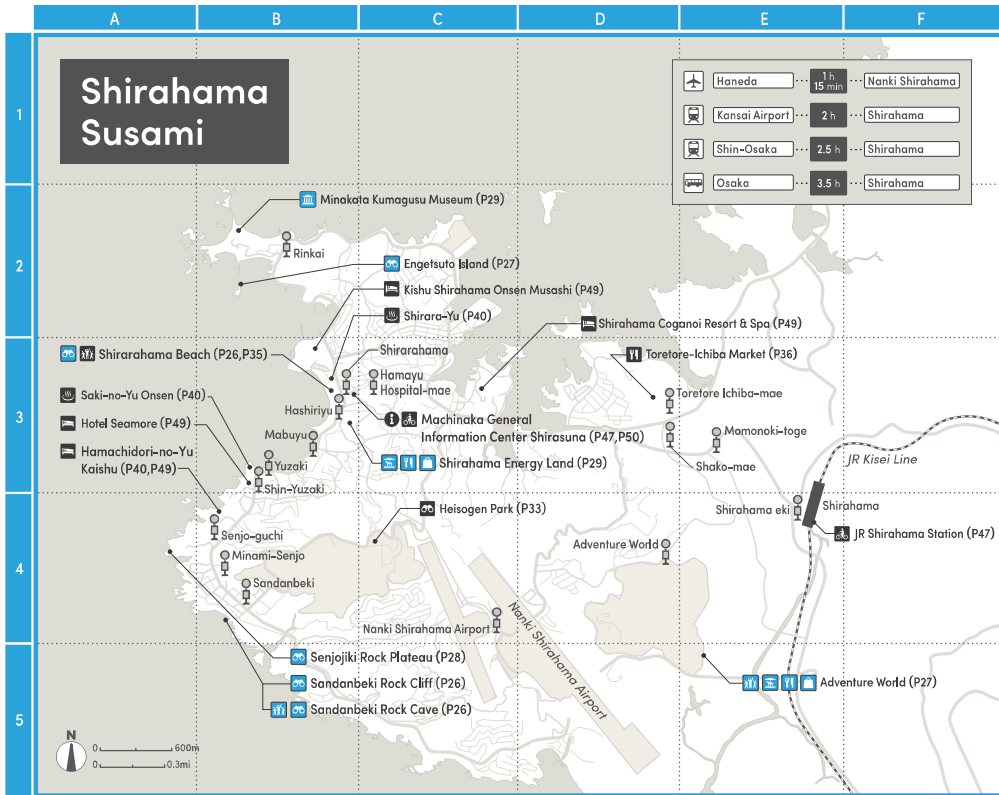 A B C D E F
1
2
3
4
5
Shirahama
Susami
Haneda 1 h 15 min Nanki Shirahama
Kansai Airport 2 h Shirahama
Shin-Osaka 2.5 h Shirahama
Osaka 3.5 h Shirahama
Minakata Kumagusu Museum (P29)
Rinkai
Engetsuto Island (P27)
Kishu Shirahama Onsen Musashi (P49)
Shirara-Yu (P40)
Shirahama Coganoi Resort & Spa (P49)
Shirarahama Beach (P26,P35)
Shirarahama
Toretore-Ichiba Market (P36)
Hamayu
Hospital-mae
Saki-no-Yu Onsen (P40)
Toretore Ichiba-mae
Hashiriyu
Hotel Seamore (P49)
Machinaka General
Information Center Shirasuna (P47,P50)
Momonoki-toge
Mabuyu
Hamachidori-no-Yu
Kaishu (P40,P49)
Shirahama Energy Land (P29)
Shako-mae
JR Kisei Line
Yuzaki
Shin-Yuzaki
Heisogen Park (P33)
Shirahama eki
Shirahama
Senjo-guchi
JR Shirahama Station (P47)
Adventure World
Minami-Senjo
Sandanbeki
Nanki Shirahama Airport
Nanki Shirahama Airport
Senjojiki Rock Plateau (P28)
Sandanbeki Rock Cliff (P26)
Adventure World (P27)
Sandanbeki Rock Cave (P26)
N
0 600m
0 0.3mi